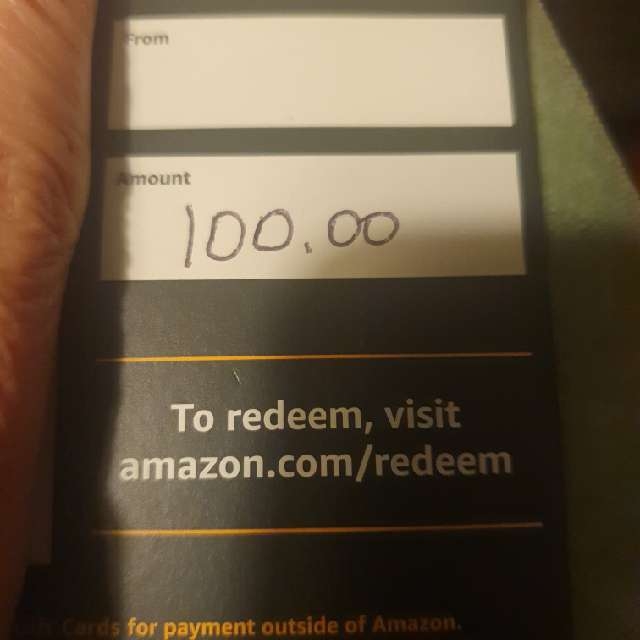 From
Amount
100.00
To redeem, visit
amazon.com/redeem
Cards for payment outside of Amazon.